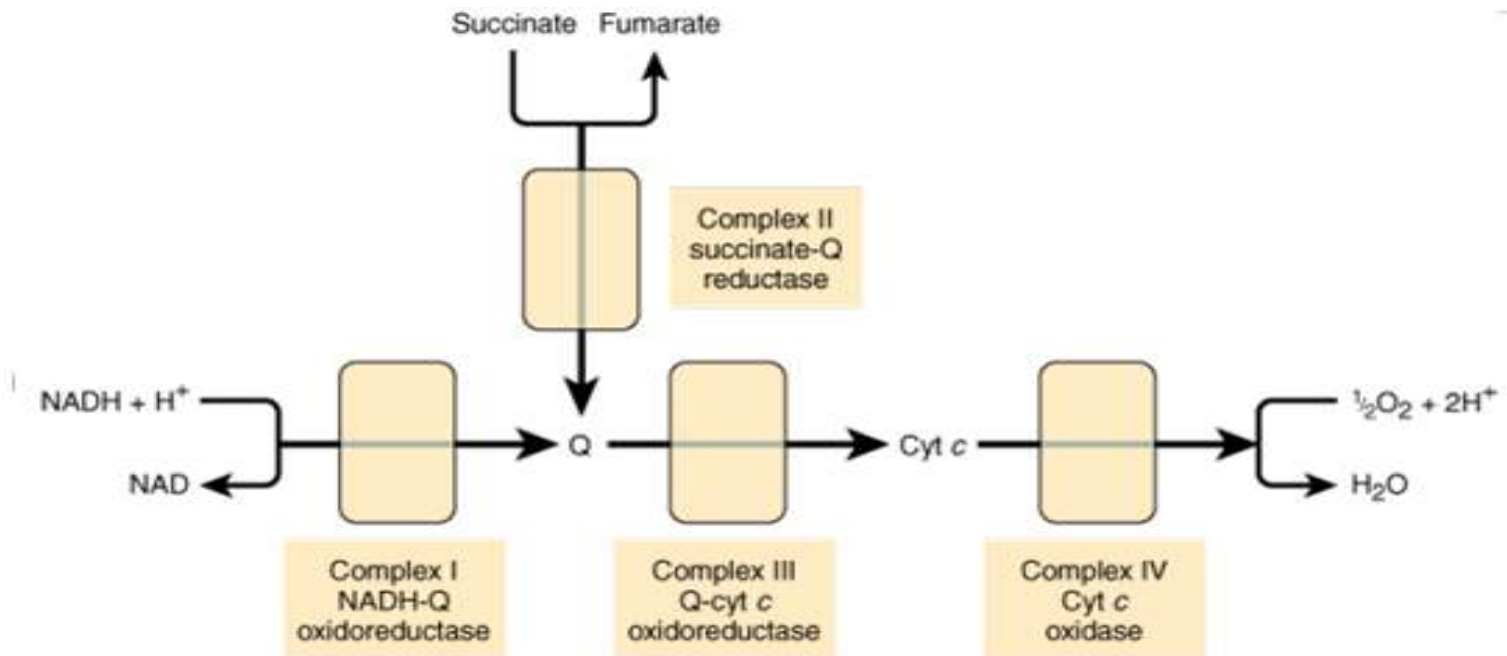 Succinate Fumarate
Complex II
succinate-Q
reductase
NADH + H⁺
NAD
Q
Cyt c
½O₂ + 2H⁺
H₂O
Complex I
NADH-Q
oxidoreductase
Complex III
Q-cyt c
oxidoreductase
Complex IV
Cyt c
oxidase